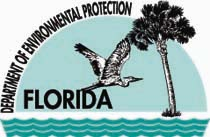 DEPARTMENT OF ENVIRONMENTAL PROTECTION
FLORIDA